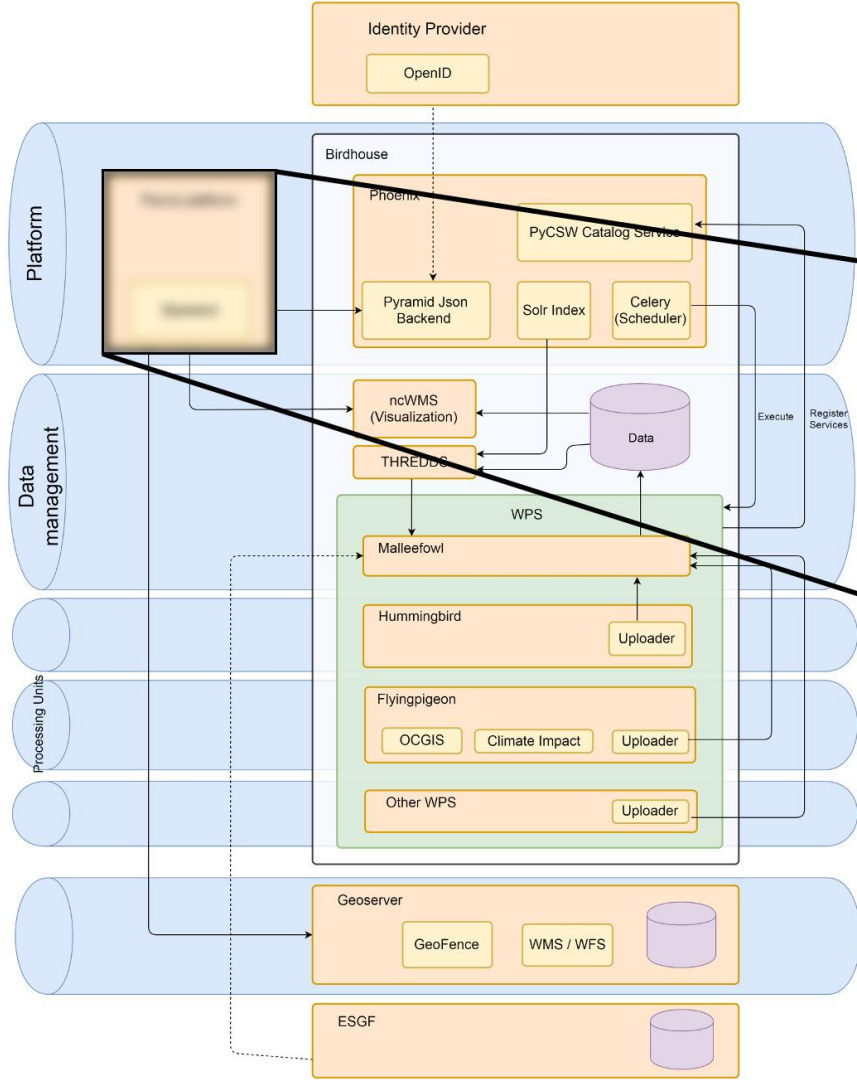 Identity Provider
OpenID
Birdhouse
Platform
Phoenix
PyCSW Catalog Service
Pyramid Json
Backend
Solr Index
Celery
(Scheduler)
ncWMS
(Visualization)
Data
Execute
Register
Services
Data
management
THREDDS
WPS
Malleefowl
Hummingbird
Uploader
Processing Units
Flyingpigeon
OCGIS
Climate Impact
Uploader
Other WPS
Uploader
Geoserver
GeoFence
WMS / WFS
ESGF